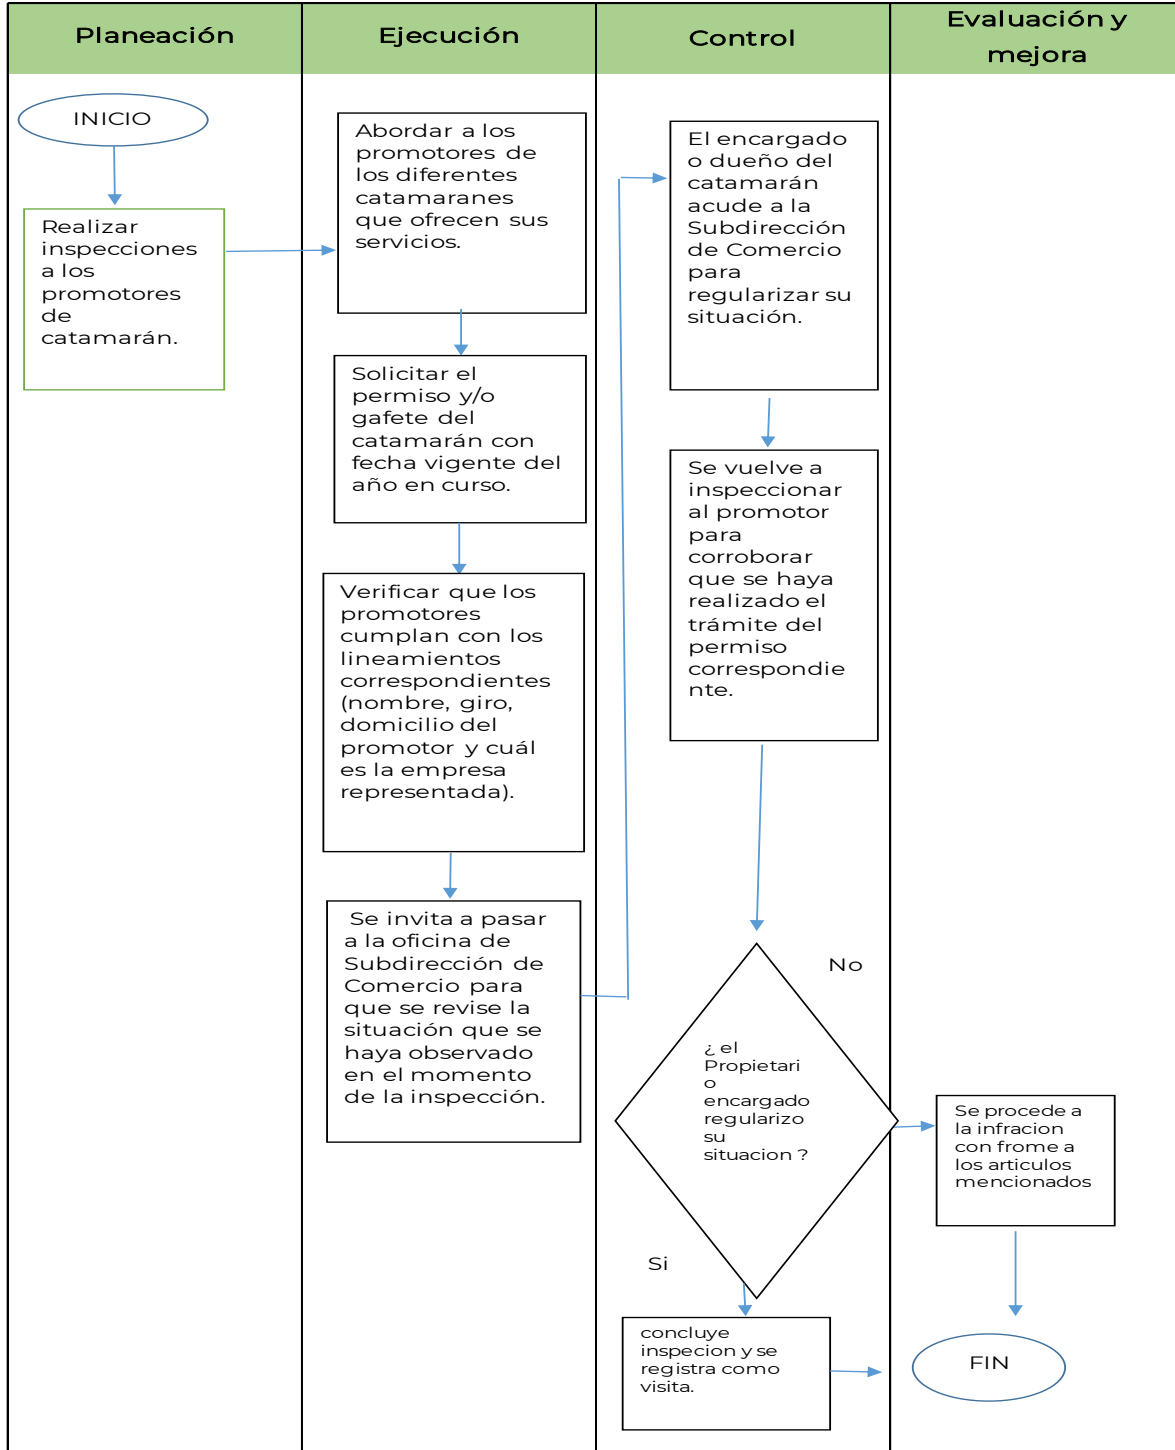 Planeación
Ejecución
Control
Evaluación y
mejora
INICIO
Realizar
inspecciones
a los
promotores
de
catamarán.
Abordar a los
promotores de
los diferentes
catamaranes
que ofrecen sus
servicios.
Solicitar el
permiso y/o
gafete del
catamarán con
fecha vigente del
año en curso.
Verificar que los
promotores
cumplan con los
lineamientos
correspondientes
(nombre, giro,
domicilio del
promotor y cuál
es la empresa
representada).
Se invita a pasar
a la oficina de
Subdirección de
Comercio para
que se revise la
situación que se
haya observado
en el momento
de la inspección.
El encargado
o dueño del
catamarán
acude a la
Subdirección
de Comercio
para
regularizar su
situación.
Se vuelve a
inspeccionar
al promotor
para
corroborar
que se haya
realizado el
trámite del
permiso
correspondie
nte.
No
¿ el
Propietari
o
encargado
regularizo
su
situacion ?
Si
concluye
inspecion y se
registra como
visita.
Se procede a
la infracion
con frome a
los articulos
mencionados
FIN